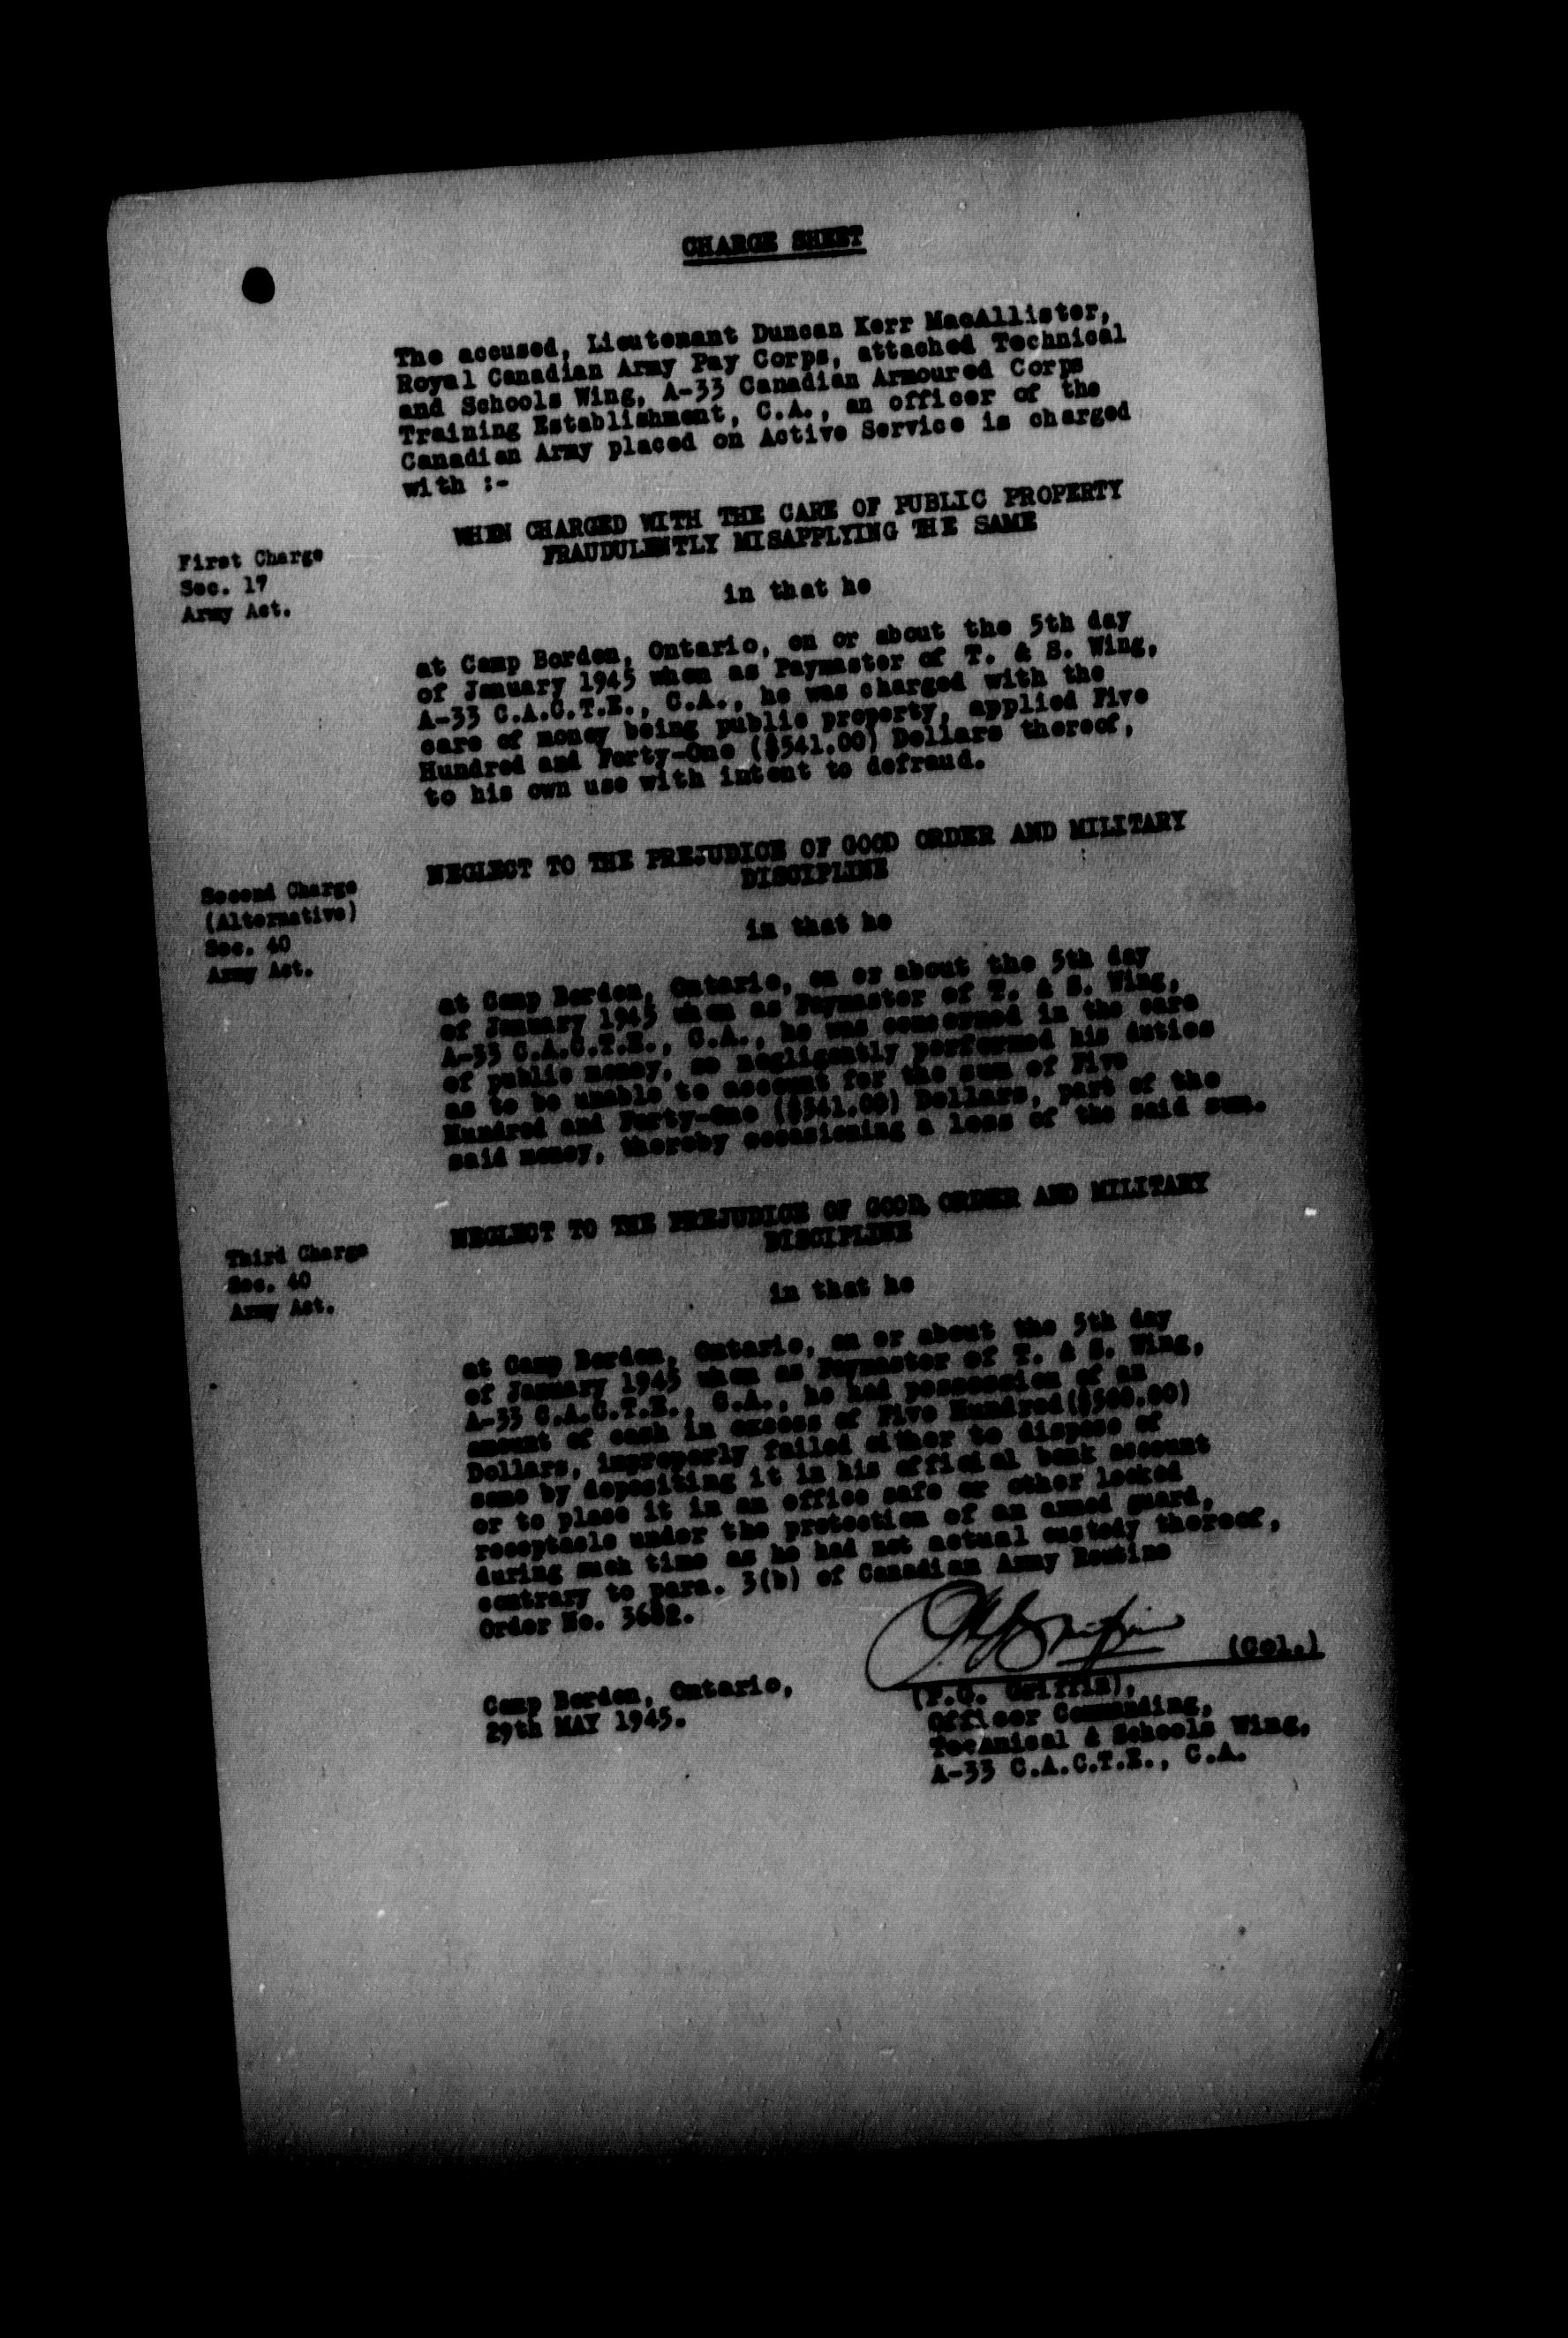 CHARGE SHEET
The accused, Lieutenant Duncan Kerr MacAllister,
Royal Canadian Army Pay Corps, attached Technical
and Schools Wing, A-33 Canadian Armoured Corps
Training Establishment, C.A., an officer of the
Canadian Army placed on Active Service is charged
with :-
First Charge
Sec. 17
Army Act.
WHEN CHARGED WITH THE CARE OF PUBLIC PROPERTY
FRAUDULENTLY MISAPPLYING THE SAME
in that he
at Camp Borden, Ontario, on or about the 5th day
of January 1945 when as Paymaster of T. & S. Wing,
A-33 C.A.C.T.E., C.A., he was charged with the
care of money being public property, applied Five
Hundred and Forty-One ($541.00) Dollars thereof,
to his own use with intent to defraud.
Second Charge
(Alternative)
Sec. 40
Army Act.
NEGLECT TO THE PREJUDICE OF GOOD ORDER AND MILITARY
DISCIPLINE
in that he
at Camp Borden, Ontario, on or about the 5th day
of January 1945 when as Paymaster of T. & S. Wing,
A-33 C.A.C.T.E., C.A., he was concerned in the care
of public money, so negligently performed his duties
as to be unable to account for the sum of Five
Hundred and Forty-One ($541.00) Dollars, part of the
said money, thereby occasioning a loss of the said sum.
Third Charge
Sec. 40
Army Act.
NEGLECT TO THE PREJUDICE OF GOOD, ORDER AND MILITARY
DISCIPLINE
in that he
at Camp Borden, Ontario, on or about the 5th day
of January 1945 when as Paymaster of T. & S. Wing,
A-33 C.A.C.T.E., C.A., he had possession of an
amount of cash in excess of Five Hundred($500.00)
Dollars, improperly failed either to dispose of
same by depositing it in his official bank account
or to place it in an office safe or other locked
receptacle under the protection of an armed guard,
during such time as he had not actual custody thereof,
contrary to para. 3(b) of Canadian Army Routine
Order No.
(Col.)
(P.G. Griffin),
Officer Commanding,
Technical & Schools Wing,
A-33 C.A.C.T.E., C.A.
Camp Borden, Ontario,
29th MAY 1945.